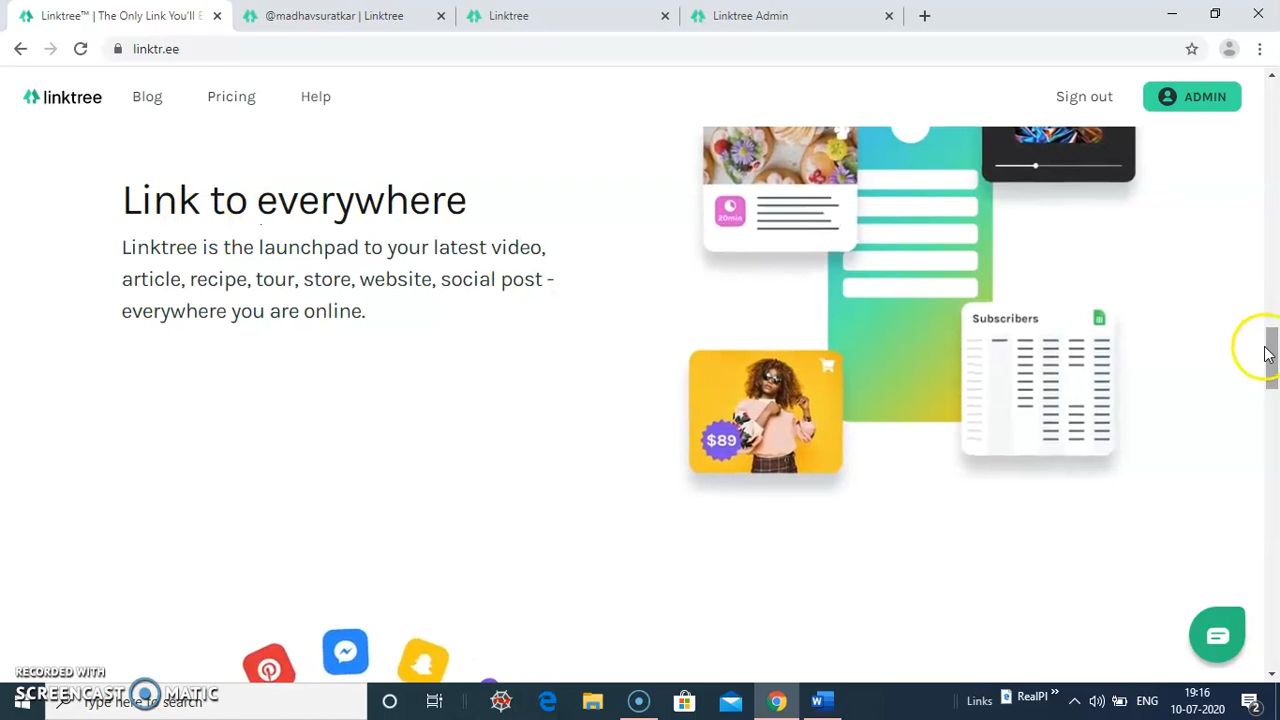 Linktree™ | The Only Link You'll E
@madhavsuratkar | Linktree
Linktree
Linktree Admin
linktr.ee
linktree
Blog
Pricing
Help
Sign out
ADMIN
Link to everywhere
Linktree is the launchpad to your latest video,
article, recipe, tour, store, website, social post -
everywhere you are online.
20min
Subscribers
$89
RECORDED WITH
SCREENCAST MATIC
Type here to search
Links
RealPl
ENG
19:16
10-07-2020
2